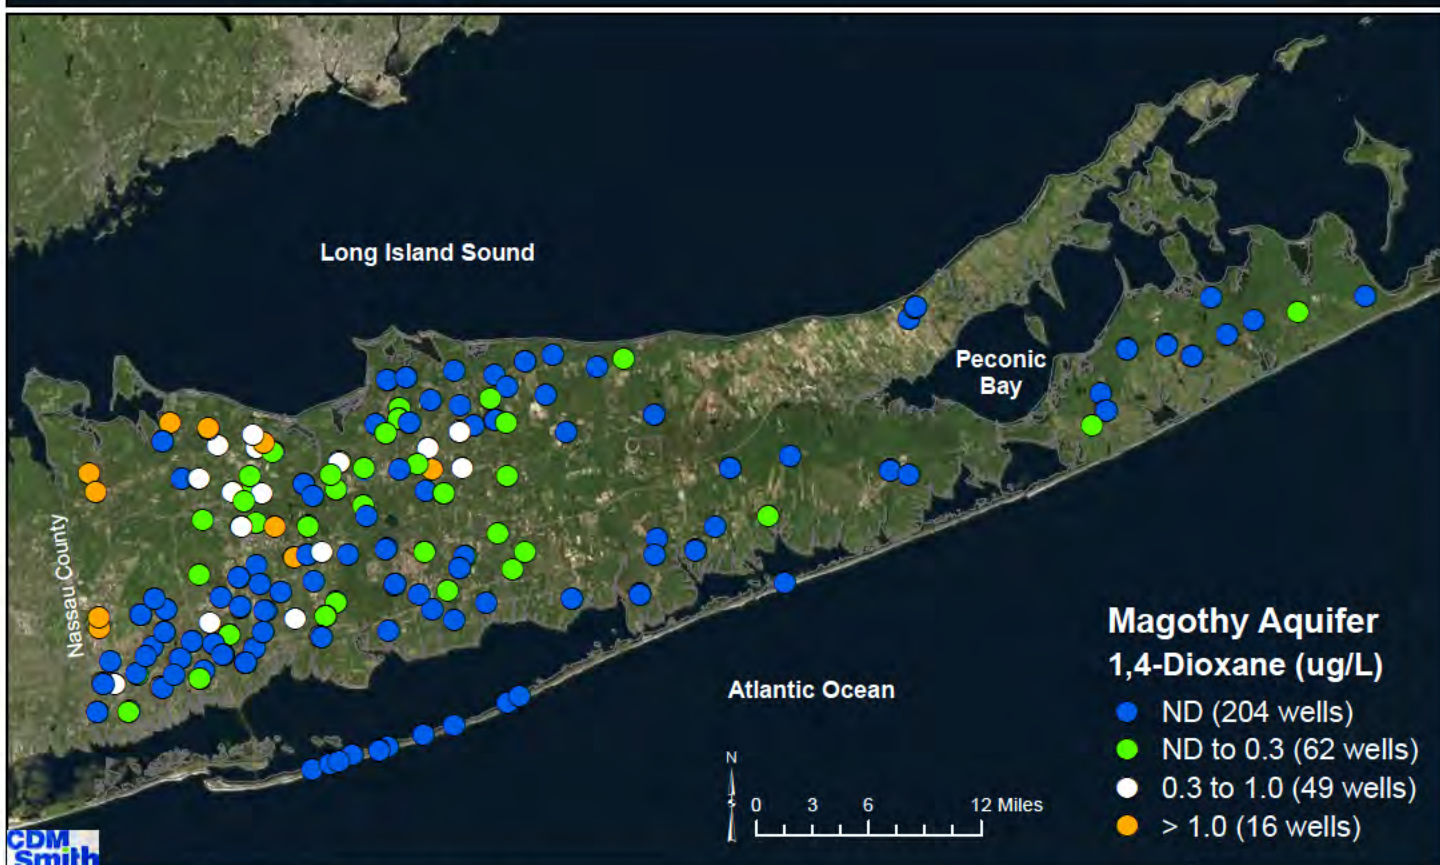 Long Island Sound
Peconic
Bay
Nassau County
Atlantic Ocean
Magothy Aquifer
1,4-Dioxane (ug/L)
ND (204 wells)
ND to 0.3 (62 wells)
0.3 to 1.0 (49 wells)
> 1.0 (16 wells)
N
0 3 6 12 Miles
CDM
Smith